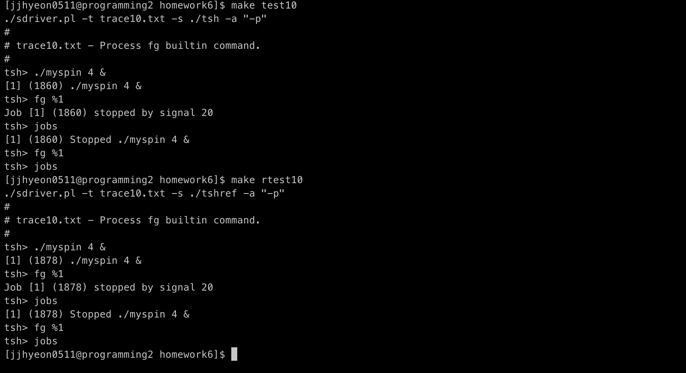 [jjhyeon0511@programming2 homework6]$ make test10
./sdriver.pl -t trace10.txt -s ./tsh -a "-p"
#
# trace10.txt - Process fg builtin command.
#
tsh> ./myspin 4 &
[1] (1860) ./myspin 4 &
tsh> fg %1
Job [1] (1860) stopped by signal 20
tsh> jobs
[1] (1860) Stopped ./myspin 4 &
tsh> fg %1
tsh> jobs
[jjhyeon0511@programming2 homework6]$ make rtest10
./sdriver.pl -t trace10.txt -s ./tshref -a "-p"
#
# trace10.txt - Process fg builtin command.
#
tsh> ./myspin 4 &
[1] (1878) ./myspin 4 &
tsh> fg %1
Job [1] (1878) stopped by signal 20
tsh> jobs
[1] (1878) Stopped ./myspin 4 &
tsh> fg %1
tsh> jobs
[jjhyeon0511@programming2 homework6]$